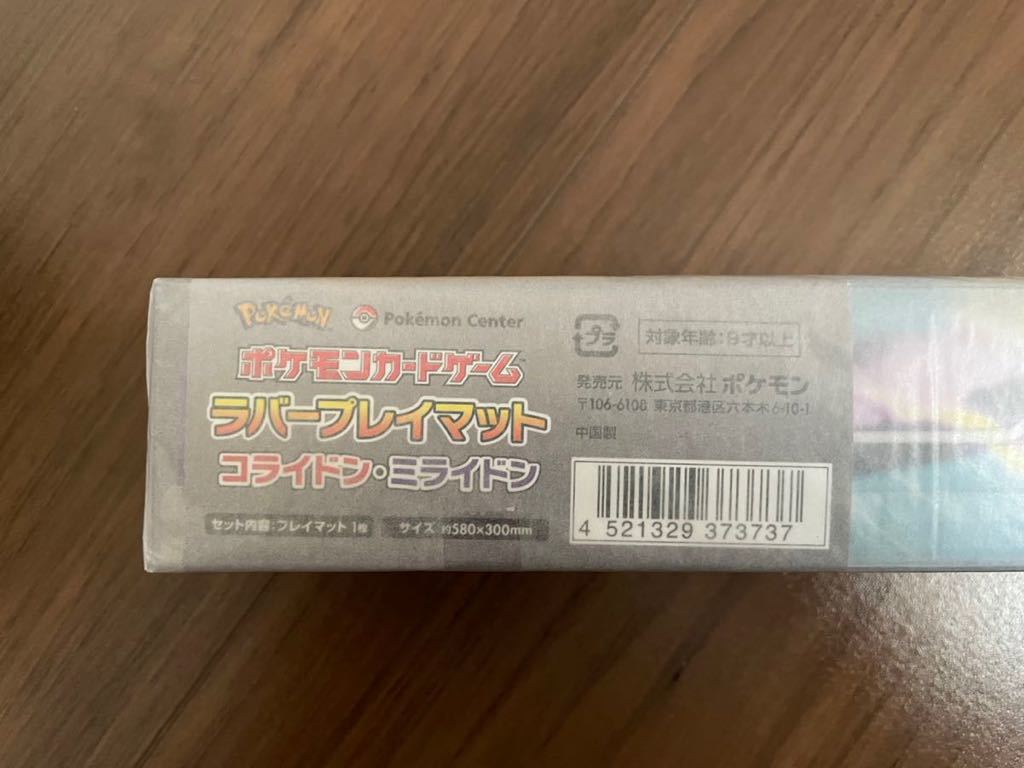 POKÉMON Pokémon Center
ポケモンカードゲーム™
ラバープレイマット
コライドン・ミライドン
セット内容:プレイマット 1枚 サイズ 約580×300mm
プラ 対象年齢:9才以上
発売元 株式会社ポケモン
〒106-6108 東京都港区六本木6-10-1
中国製
4 521329 373737